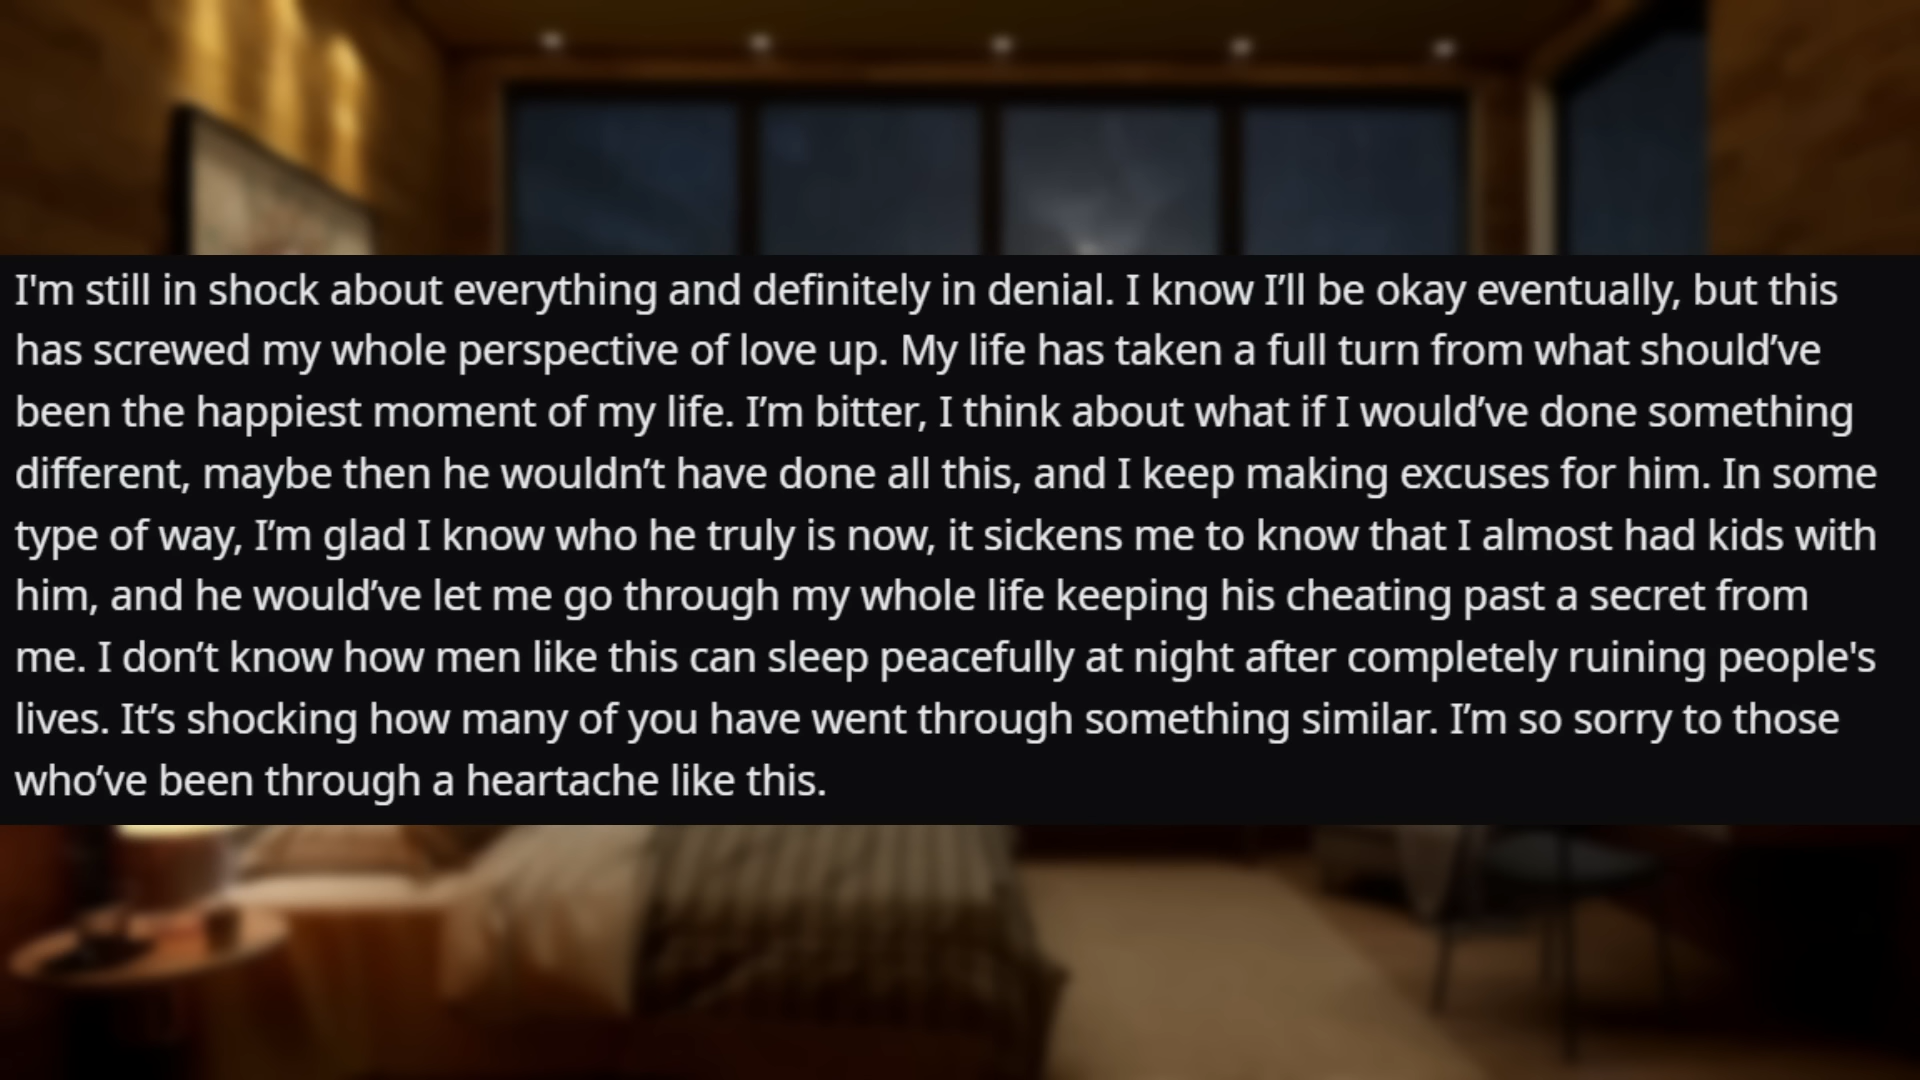 I'm still in shock about everything and definitely in denial. I know I’ll be okay eventually, but this
has screwed my whole perspective of love up. My life has taken a full turn from what should’ve
been the happiest moment of my life. I’m bitter, I think about what if I would’ve done something
different, maybe then he wouldn’t have done all this, and I keep making excuses for him. In some
type of way, I’m glad I know who he truly is now, it sickens me to know that I almost had kids with
him, and he would’ve let me go through my whole life keeping his cheating past a secret from
me. I don’t know how men like this can sleep peacefully at night after completely ruining people's
lives. It’s shocking how many of you have went through something similar. I’m so sorry to those
who’ve been through a heartache like this.